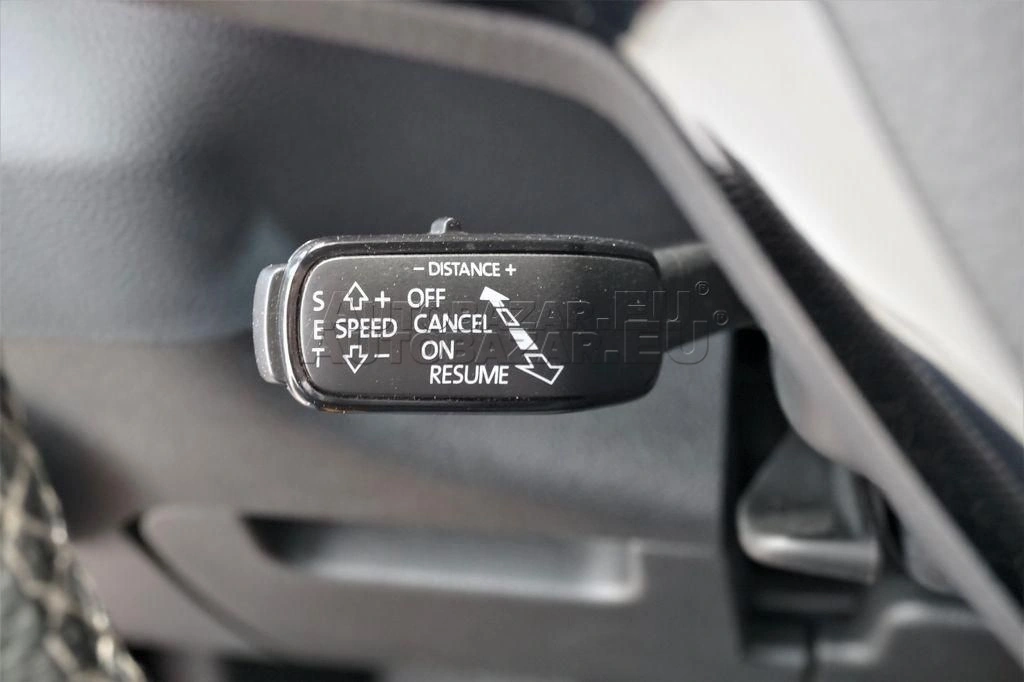 − DISTANCE +
S + OFF
E SPEED CANCEL
T − ON
RESUME
AUTOBAZAR.EU®
AUTOBAZAR.EU®